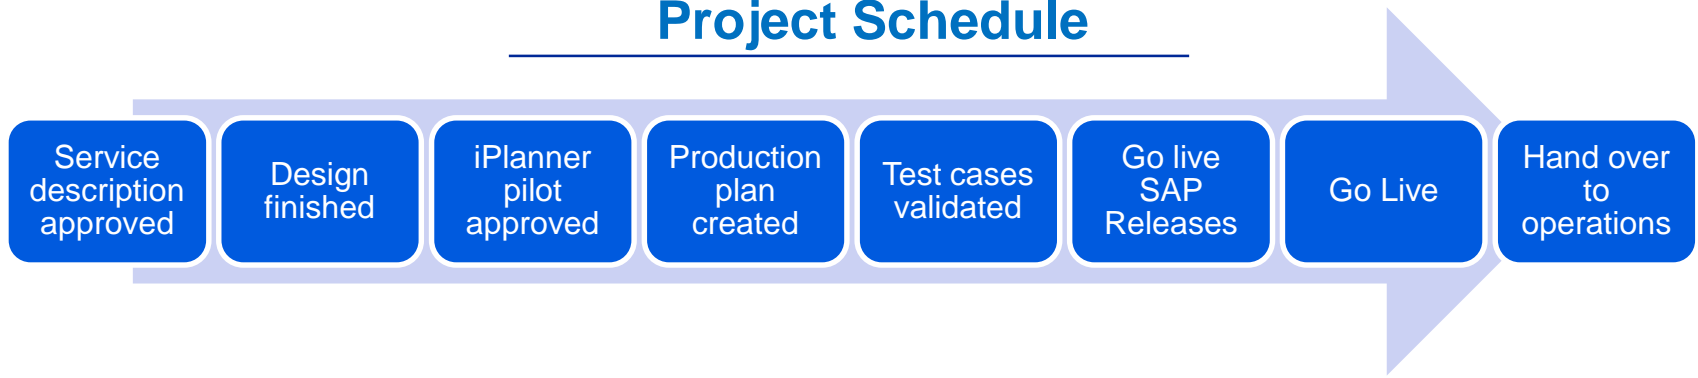 Project Schedule
Service
description
approved
Design
finished
iPlanner
pilot
approved
Production
plan
created
Test cases
validated
Go live
SAP
Releases
Go Live
Hand over
to
operations